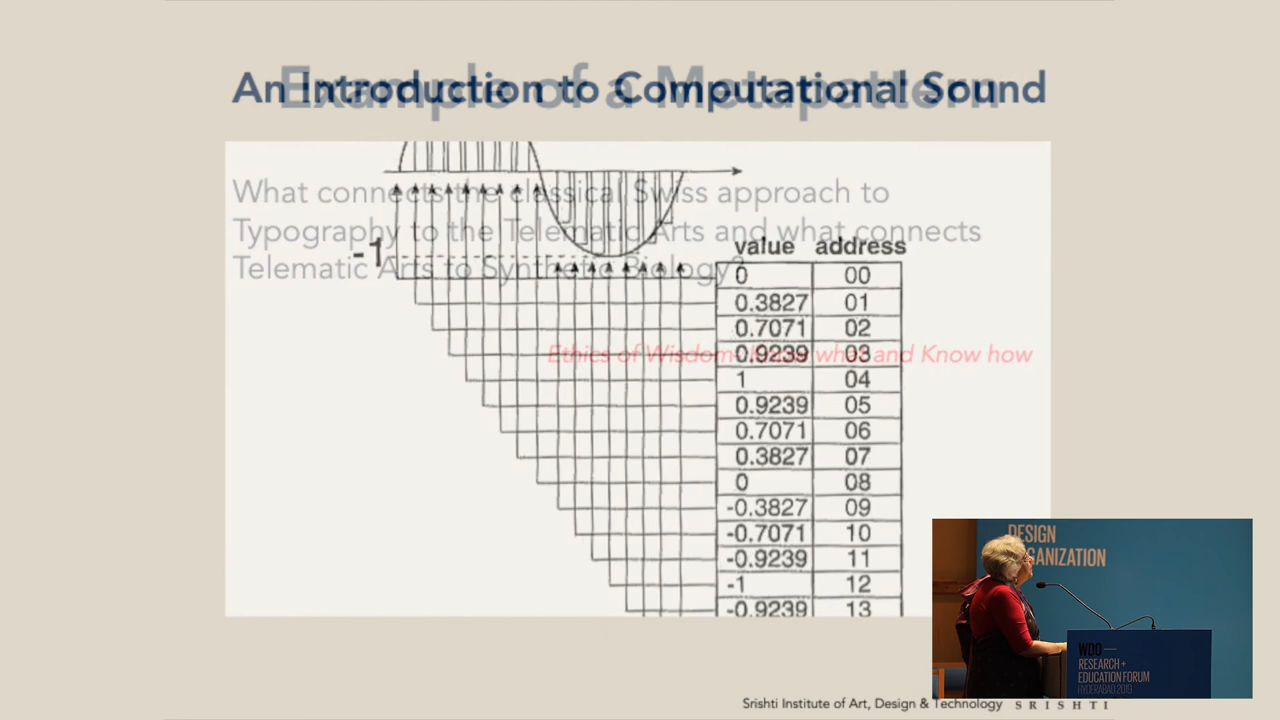 An Introduction to Computational Sound
Example of a Metapattern
What connects the classical Swiss approach to
Typography to the Telematic Arts and what connects
Telematic Arts to Synthetic Biology?
-1
value address
0 00
0.3827 01
0.7071 02
0.9239 03
Ethics of Wisdom- Know what and Know how
1 04
0.9239 05
0.7071 06
0.3827 07
0 08
-0.3827 09
-0.7071 10
-0.9239 11
-1 12
-0.9239 13
DESIGN
GANIZATION
WDO—
RESEARCH +
EDUCATION FORUM
HYDERABAD 2019
Srishti Institute of Art, Design & Technology SRISHTI